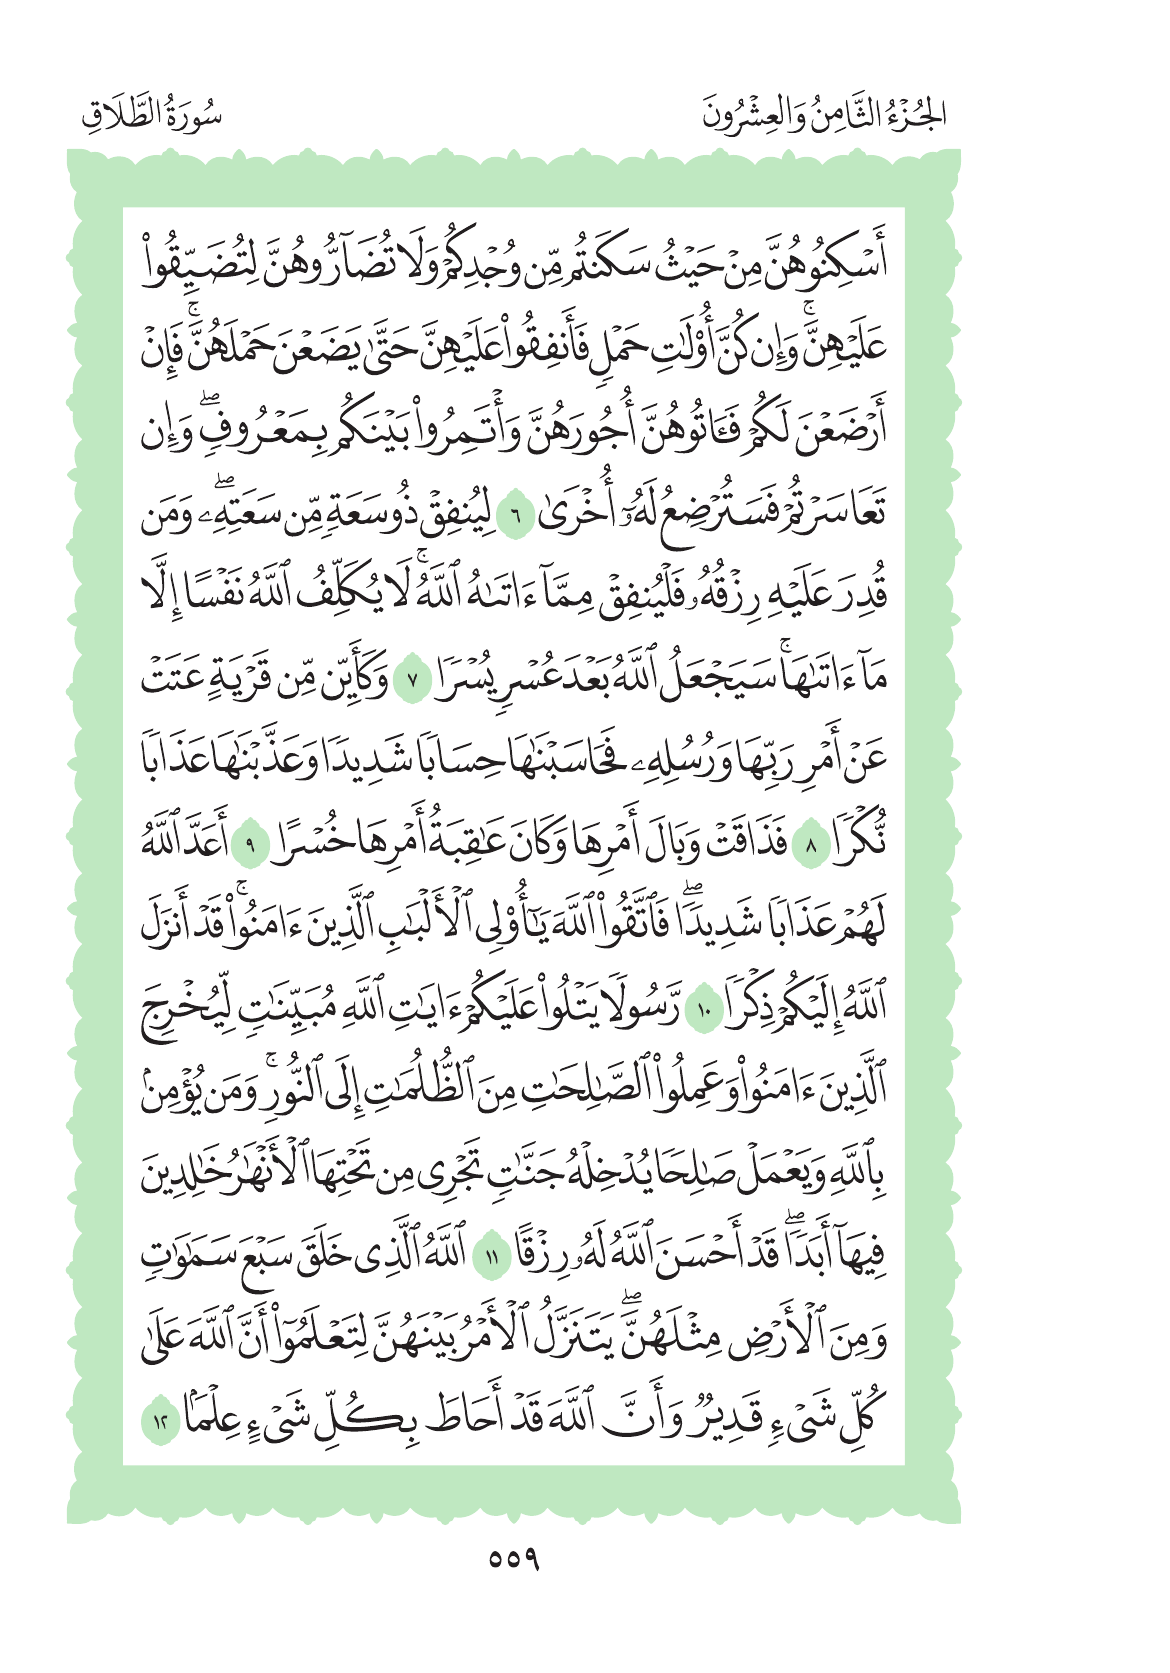 سُورَةُ الطَّلَاقِ
الجُزْءُ الثَّامِنُ وَالعِشْرُونَ
أَسْكِنُوهُنَّ مِنْ حَيْثُ سَكَنتُم مِّن وُجْدِكُمْ وَلَا تُضَآرُّوهُنَّ لِتُضَيِّقُواْ
عَلَيْهِنَّۚ وَإِن كُنَّ أُوْلَٰتِ حَمْلٖ فَأَنفِقُواْ عَلَيْهِنَّ حَتَّىٰ يَضَعْنَ حَمْلَهُنَّۚ فَإِنْ
أَرْضَعْنَ لَكُمْ فَـَٔاتُوهُنَّ أُجُورَهُنَّ وَأْتَمِرُواْ بَيْنَكُم بِمَعْرُوفٖۖ وَإِن
تَعَاسَرْتُمْ فَسَتُرْضِعُ لَهُۥٓ أُخْرَىٰ ٦ لِيُنفِقْ ذُو سَعَةٖ مِّن سَعَتِهِۦۖ وَمَن
قُدِرَ عَلَيْهِ رِزْقُهُۥ فَلْيُنفِقْ مِمَّآ ءَاتَىٰهُ ٱللَّهُۚ لَا يُكَلِّفُ ٱللَّهُ نَفْسًا إِلَّا
مَآ ءَاتَىٰهَاۚ سَيَجْعَلُ ٱللَّهُ بَعْدَ عُسْرٖ يُسْرٗا ٧ وَكَأَيِّن مِّن قَرْيَةٍ عَتَتْ
عَنْ أَمْرِ رَبِّهَا وَرُسُلِهِۦ فَحَاسَبْنَٰهَا حِسَابٗا شَدِيدٗا وَعَذَّبْنَٰهَا عَذَابٗا
نُّكْرٗا ٨ فَذَاقَتْ وَبَالَ أَمْرِهَا وَكَانَ عَٰقِبَةُ أَمْرِهَا خُسْرًا ٩ أَعَدَّ ٱللَّهُ
لَهُمْ عَذَابٗا شَدِيدٗاۖ فَٱتَّقُواْ ٱللَّهَ يَٰٓأُوْلِي ٱلْأَلْبَٰبِ ٱلَّذِينَ ءَامَنُواْۚ قَدْ أَنزَلَ
ٱللَّهُ إِلَيْكُمْ ذِكْرٗا ١٠ رَّسُولٗا يَتْلُواْ عَلَيْكُمْ ءَايَٰتِ ٱللَّهِ مُبَيِّنَٰتٖ لِّيُخْرِجَ
ٱلَّذِينَ ءَامَنُواْ وَعَمِلُواْ ٱلصَّٰلِحَٰتِ مِنَ ٱلظُّلُمَٰتِ إِلَى ٱلنُّورِۚ وَمَن يُؤْمِنۢ
بِٱللَّهِ وَيَعْمَلْ صَٰلِحٗا يُدْخِلْهُ جَنَّٰتٖ تَجْرِي مِن تَحْتِهَا ٱلْأَنْهَٰرُ خَٰلِدِينَ
فِيهَآ أَبَدٗاۖ قَدْ أَحْسَنَ ٱللَّهُ لَهُۥ رِزْقًا ١١ ٱللَّهُ ٱلَّذِي خَلَقَ سَبْعَ سَمَٰوَٰتٖ
وَمِنَ ٱلْأَرْضِ مِثْلَهُنَّۖ يَتَنَزَّلُ ٱلْأَمْرُ بَيْنَهُنَّ لِتَعْلَمُوٓاْ أَنَّ ٱللَّهَ عَلَىٰ
كُلِّ شَيْءٖ قَدِيرٞ وَأَنَّ ٱللَّهَ قَدْ أَحَاطَ بِكُلِّ شَيْءٍ عِلْمَۢا ١٢
٥٥٩